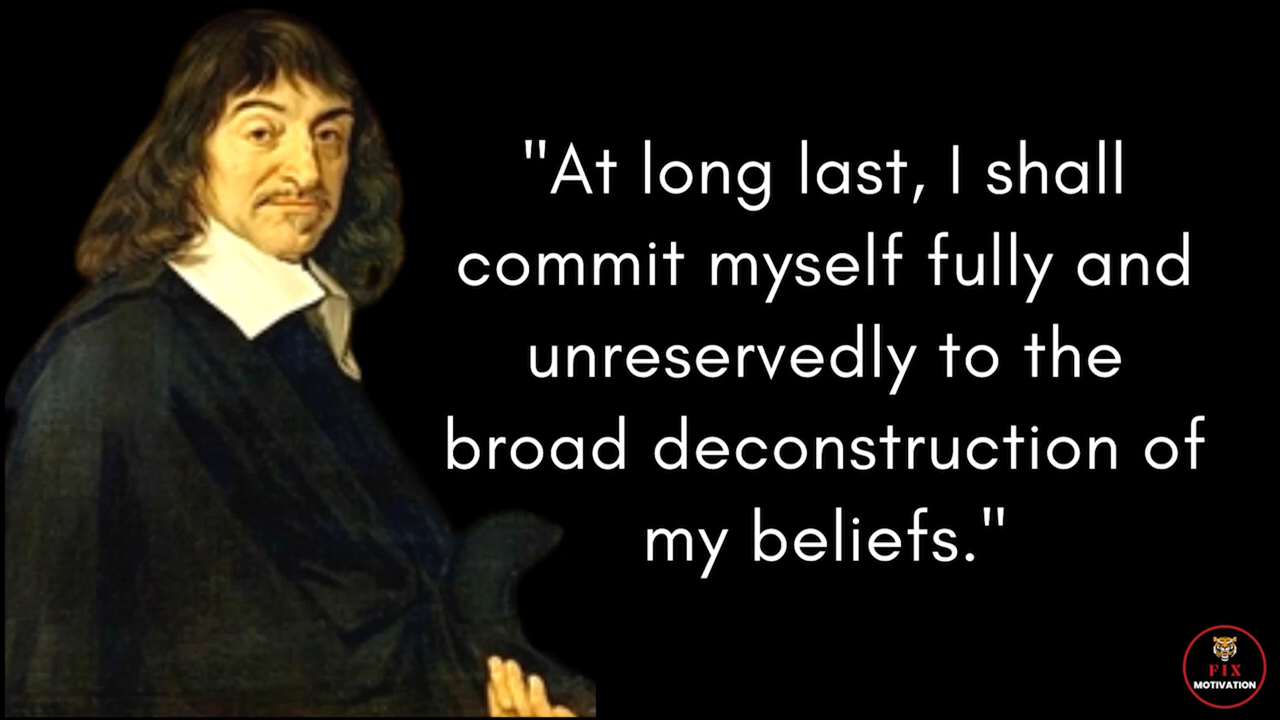 "At long last, I shall
commit myself fully and
unreservedly to the
broad deconstruction of
my beliefs."
FIX
MOTIVATION